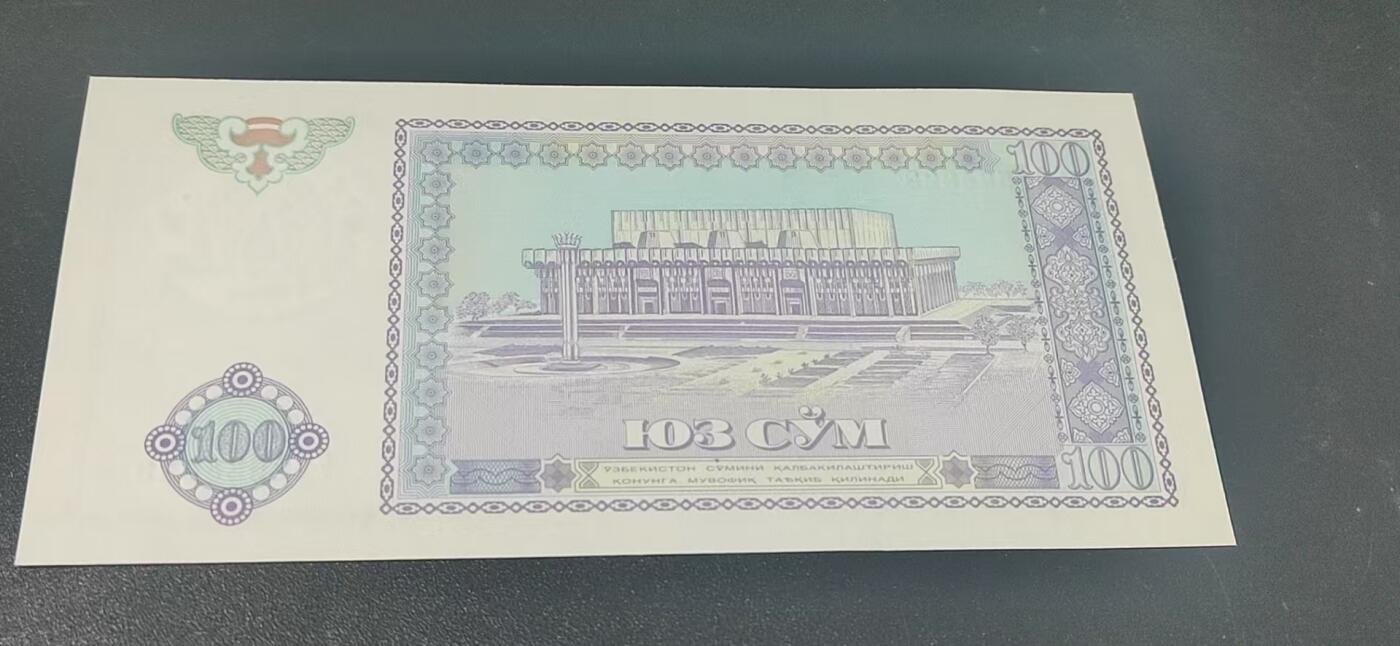 100
100
ЮЗ СЎМ
ЎЗБЕКИСТОН СЎМИНИ ҚАЛБАКИЛАШТИРИШ
ҚОНУНГА МУВОФИҚ ТАЪҚИБ ҚИЛИНАДИ
100